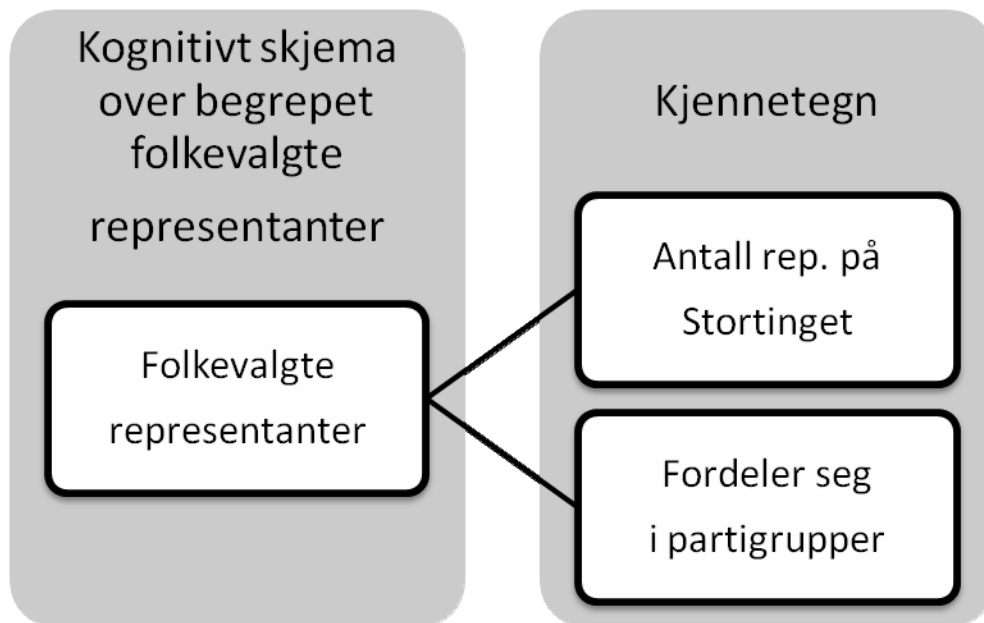 Kognitivt skjema
over begrepet
folkevalgte
representanter
Folkevalgte
representanter
Kjennetegn
Antall rep. på
Stortinget
Fordeler seg
i partigrupper